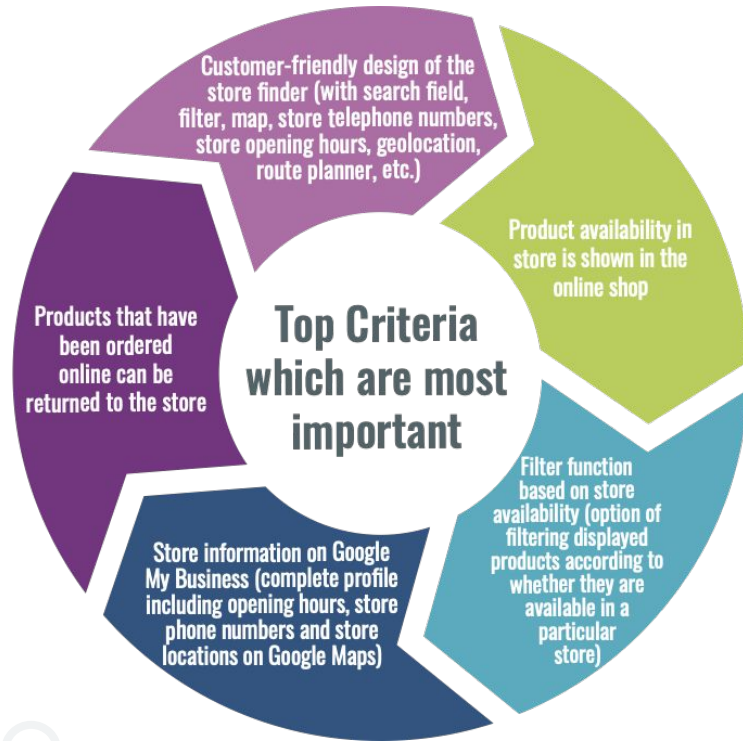 Top Criteria
which are most
important
Customer-friendly design of the
store finder (with search field,
filter, map, store telephone numbers,
store opening hours, geolocation,
route planner, etc.)
Product availability in
store is shown in the
online shop
Filter function
based on store
availability (option of
filtering displayed
products according to
whether they are
available in a
particular
store)
Store information on Google
My Business (complete profile
including opening hours, store
phone numbers and store
locations on Google Maps)
Products that have
been ordered
online can be
returned to the store